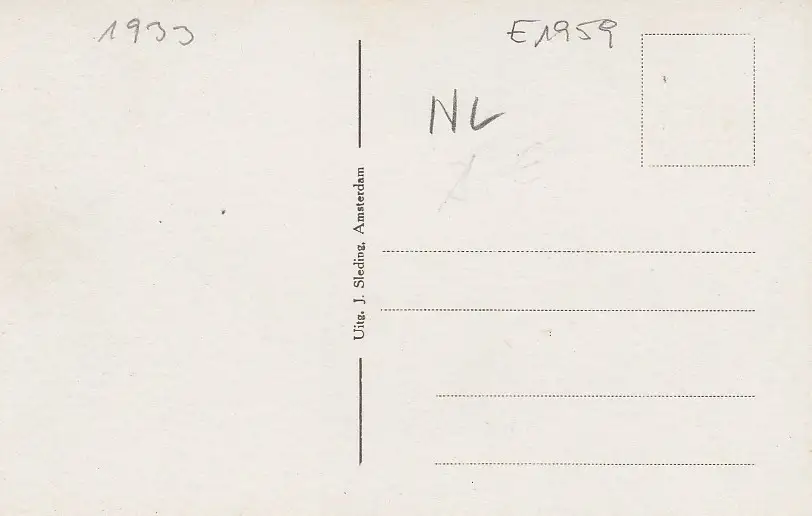 1933
E1959
NL
Uitg. J. Sleding, Amsterdam